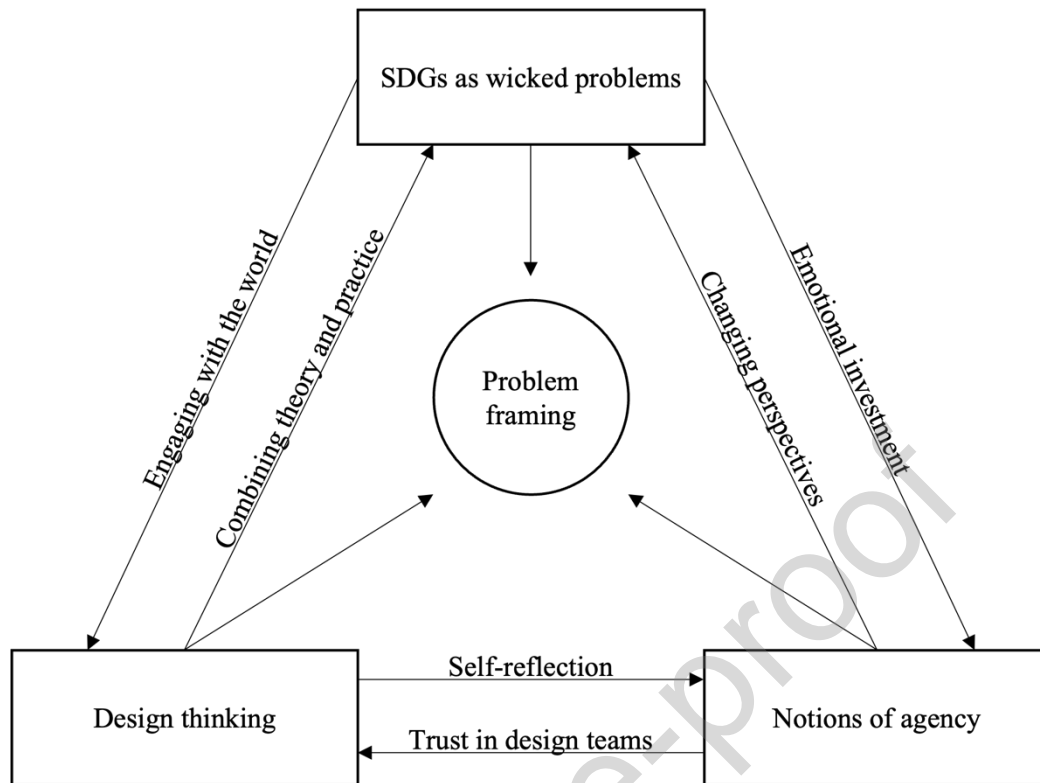 SDGs as wicked problems
Engaging with the world
Combining theory and practice
Changing perspectives
Emotional investment
Problem
framing
Self-reflection
Design thinking
Notions of agency
Trust in design teams
e-proof